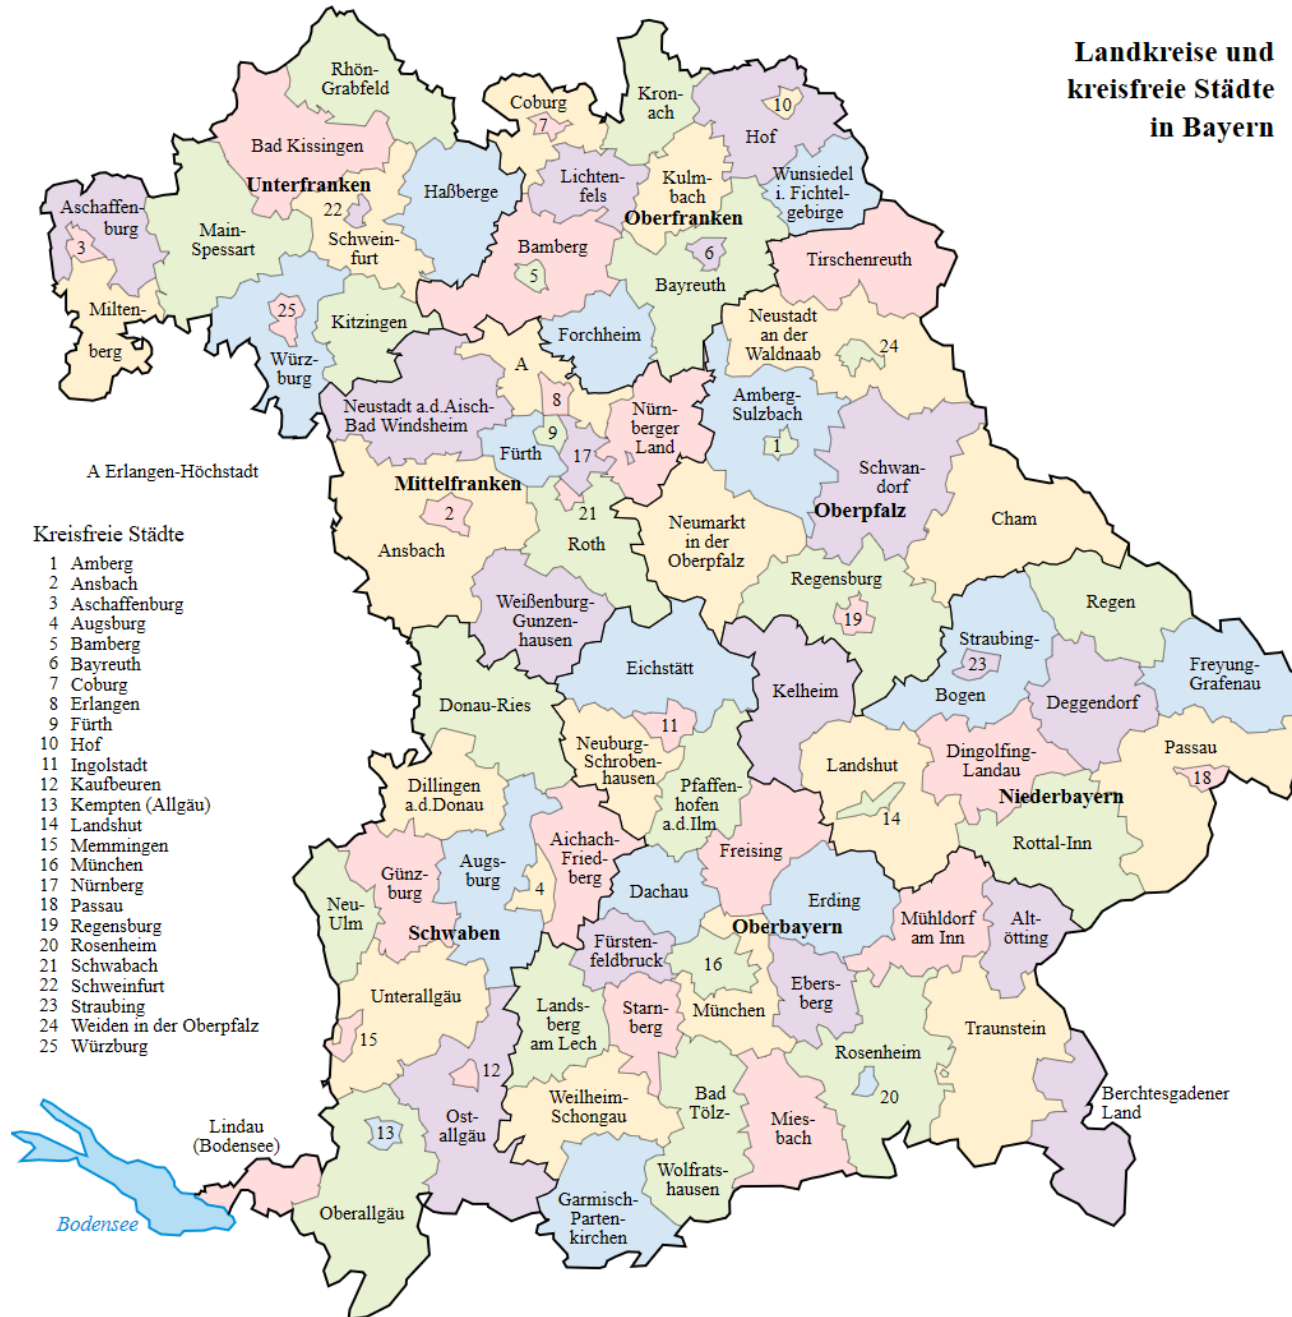 Landkreise und
kreisfreie Städte
in Bayern
Rhön-
Grabfeld
Coburg
7
Kron-
ach
10
Hof
Bad Kissingen
Unterfranken
Haßberge
Lichten-
fels
Kulm-
bach
Oberfranken
Wunsiedel
i. Fichtel-
gebirge
Aschaffen-
burg
3
Main-
Spessart
22
Schwein-
furt
Bamberg
5
6
Bayreuth
Tirschenreuth
Milten-
berg
25
Würz-
burg
Kitzingen
Forchheim
Neustadt
an der
Waldnaab
24
A
8
Neustadt a.d.Aisch-
Bad Windsheim
Fürth
9
17
Nürn-
berger
Land
Amberg-
Sulzbach
1
Schwan-
dorf
Oberpfalz
Cham
A Erlangen-Höchstadt
Mittelfranken
2
Ansbach
21
Roth
Neumarkt
in der
Oberpfalz
Regensburg
19
Weißenburg-
Gunzen-
hausen
Regen
Straubing-
23
Bogen
Freyung-
Grafenau
Deggendorf
Eichstätt
Kelheim
Donau-Ries
11
Neuburg-
Schroben-
hausen
Pfaffen-
hofen
a.d.Ilm
Landshut
14
Dingolfing-
Landau
Passau
18
Niederbayern
Rottal-Inn
Dillingen
a.d.Donau
Aichach-
Fried-
berg
Freising
Günz-
burg
Augs-
burg
4
Neu-
Ulm
Schwaben
Dachau
Oberbayern
Erding
Mühldorf
am Inn
Alt-
ötting
Fürsten-
feldbruck
16
München
Ebers-
berg
Unterallgäu
15
Lands-
berg
am Lech
Starn-
berg
Traunstein
Rosenheim
20
12
Ost-
allgäu
Weilheim-
Schongau
Bad
Tölz-
Wolfrats-
hausen
Mies-
bach
Berchtesgadener
Land
13
Oberallgäu
Garmisch-
Parten-
kirchen
Lindau
(Bodensee)
Bodensee
Kreisfreie Städte
1 Amberg
2 Ansbach
3 Aschaffenburg
4 Augsburg
5 Bamberg
6 Bayreuth
7 Coburg
8 Erlangen
9 Fürth
10 Hof
11 Ingolstadt
12 Kaufbeuren
13 Kempten (Allgäu)
14 Landshut
15 Memmingen
16 München
17 Nürnberg
18 Passau
19 Regensburg
20 Rosenheim
21 Schwabach
22 Schweinfurt
23 Straubing
24 Weiden in der Oberpfalz
25 Würzburg